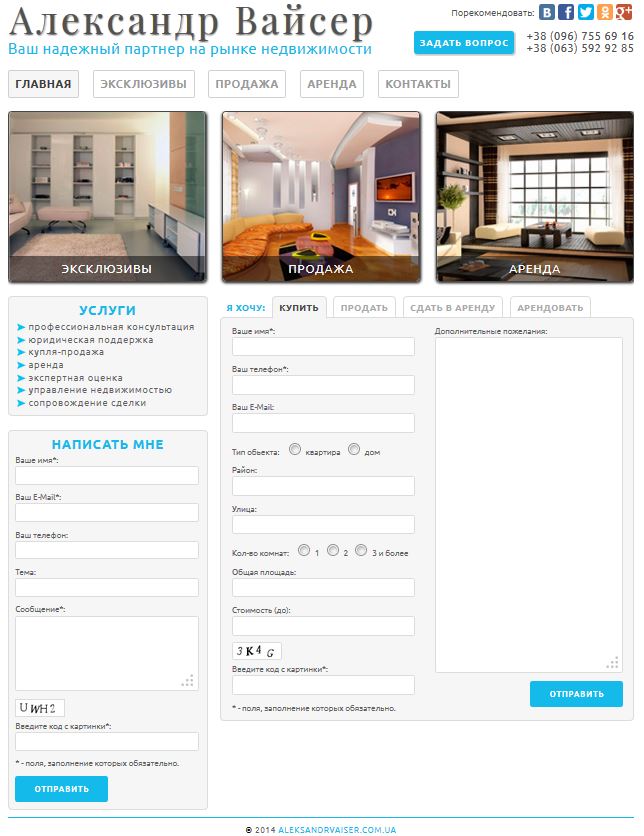 Александр Вайсер
Ваш надежный партнер на рынке недвижимости
Порекомендовать:
ЗАДАТЬ ВОПРОС
+38 (096) 755 69 16
+38 (063) 592 92 85
ГЛАВНАЯ
ЭКСКЛЮЗИВЫ
ПРОДАЖА
АРЕНДА
КОНТАКТЫ
ЭКСКЛЮЗИВЫ
ПРОДАЖА
АРЕНДА
УСЛУГИ
профессиональная консультация
юридическая поддержка
купля-продажа
аренда
экспертная оценка
управление недвижимостью
сопровождение сделки
НАПИСАТЬ МНЕ
Ваше имя*:
Ваш E-Mail*:
Ваш телефон:
Тема:
Сообщение*:
UWH2
Введите код с картинки*:
* - поля, заполнение которых обязательно.
ОТПРАВИТЬ
Я ХОЧУ:
КУПИТЬ
ПРОДАТЬ
СДАТЬ В АРЕНДУ
АРЕНДОВАТЬ
Ваше имя*:
Ваш телефон*:
Ваш E-Mail:
Тип обьекта: квартира дом
Район:
Улица:
Кол-во комнат: 1 2 3 и более
Общая площадь:
Стоимость (до):
3K4G
Введите код с картинки*:
* - поля, заполнение которых обязательно.
Дополнительные пожелания:
ОТПРАВИТЬ
© 2014 ALEKSANDRVAISER.COM.UA